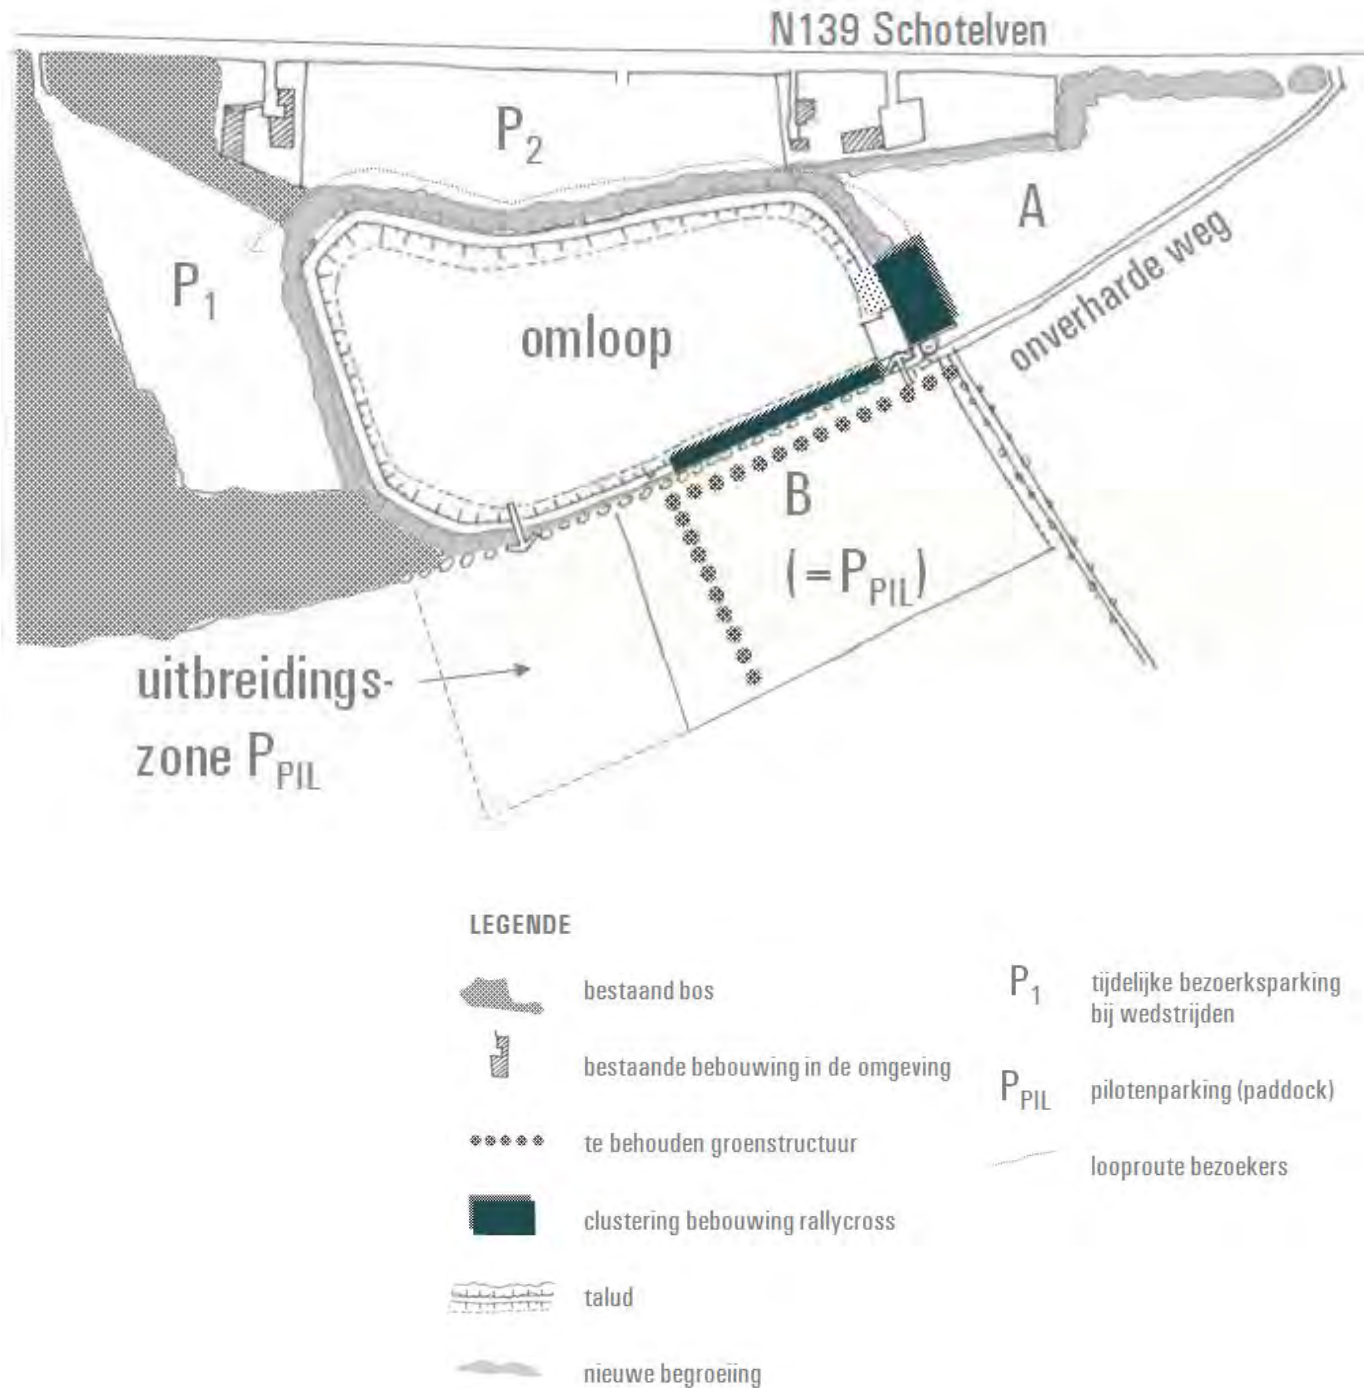 N139 Schotelven
P2
A
P1
omloop
onverharde weg
B
(=PPIL)
uitbreidings-
zone PPIL
LEGENDE
bestaand bos
bestaande bebouwing in de omgeving
te behouden groenstructuur
clustering bebouwing rallycross
talud
nieuwe begroeiing
P1 tijdelijke bezoerksparking
bij wedstrijden
PPIL pilotenparking (paddock)
looproute bezoekers